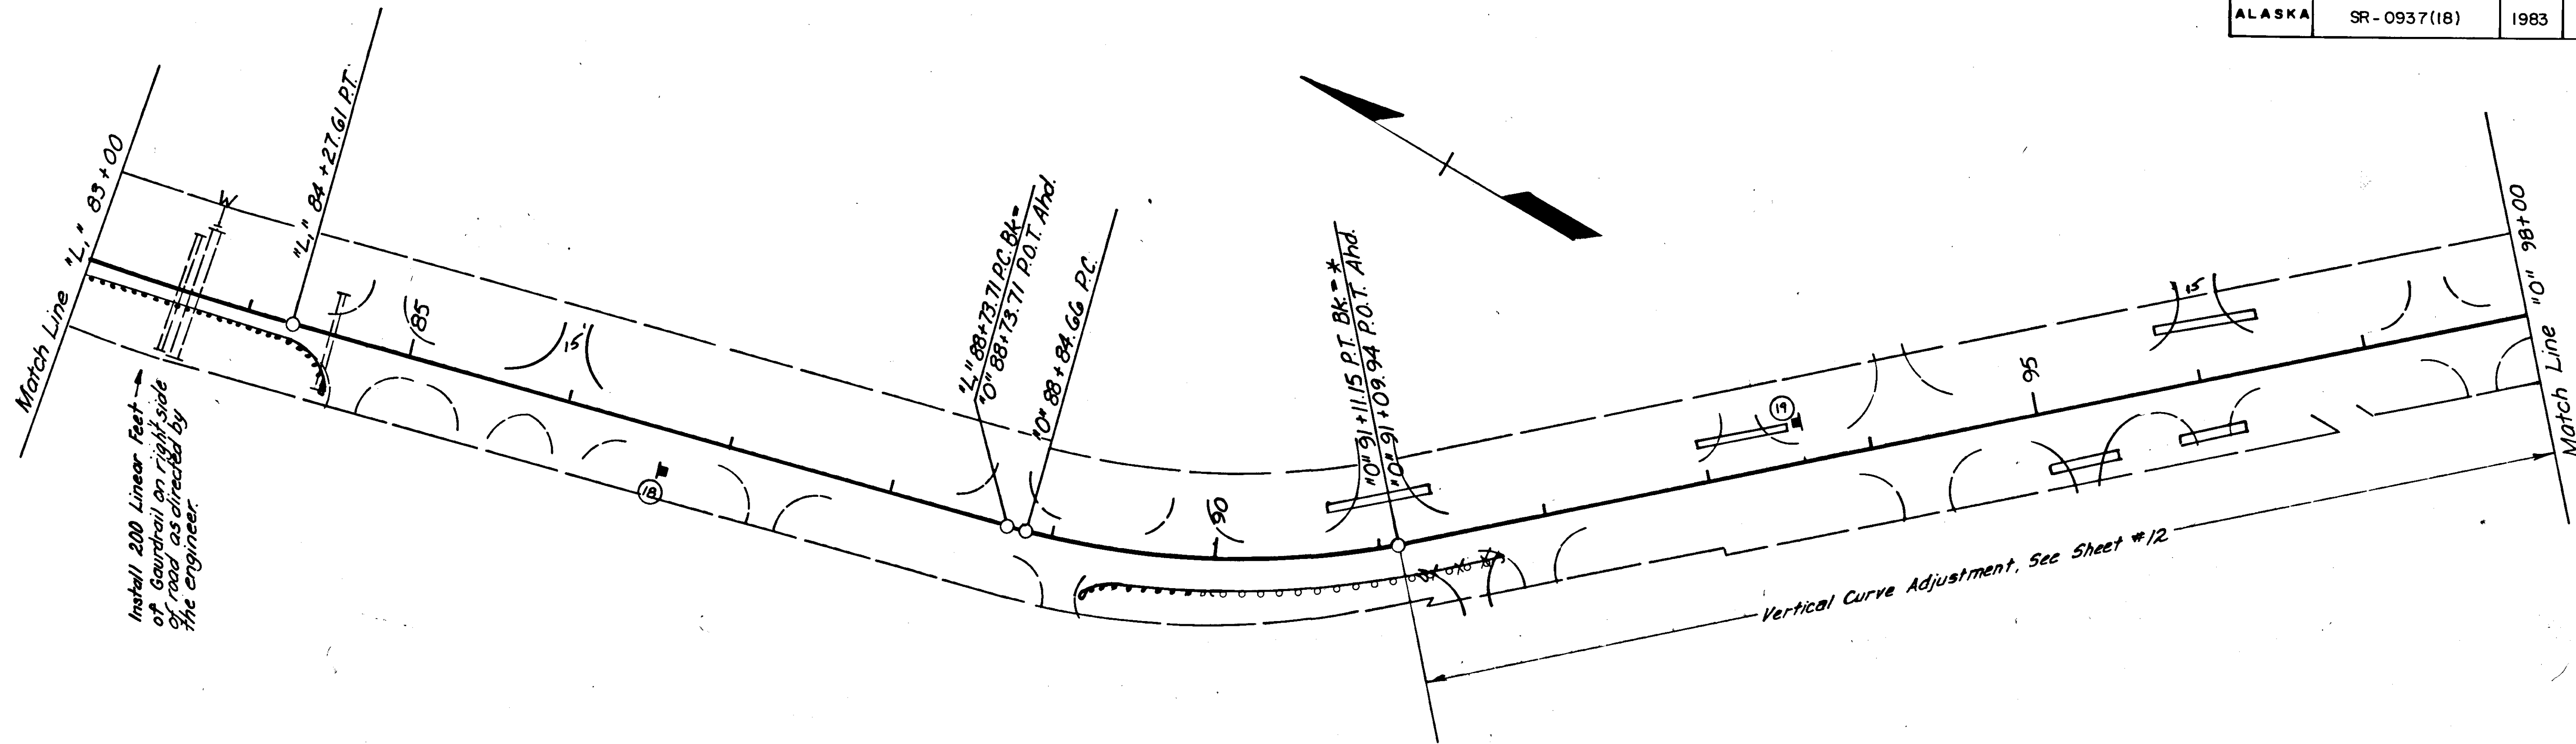 ALASKA SR-0937(18) 1983
Match Line "L," 83+00
"L," 84+27.61 P.T.
Install 200 Linear Feet
of Gaurdrail on right side
of road as directed by
the engineer.
85
15'
18
"L," 88+73.71 P.C. Bk=
"O" 88+73.71 P.O.T. Ahd.
"O" 88+84.66 P.C.
90
"O" 91+11.15 P.T. BK. = *
"O" 91+09.94 P.O.T. Ahd.
19
95
15
Vertical Curve Adjustment, See Sheet #12
Match Line "O" 98+00